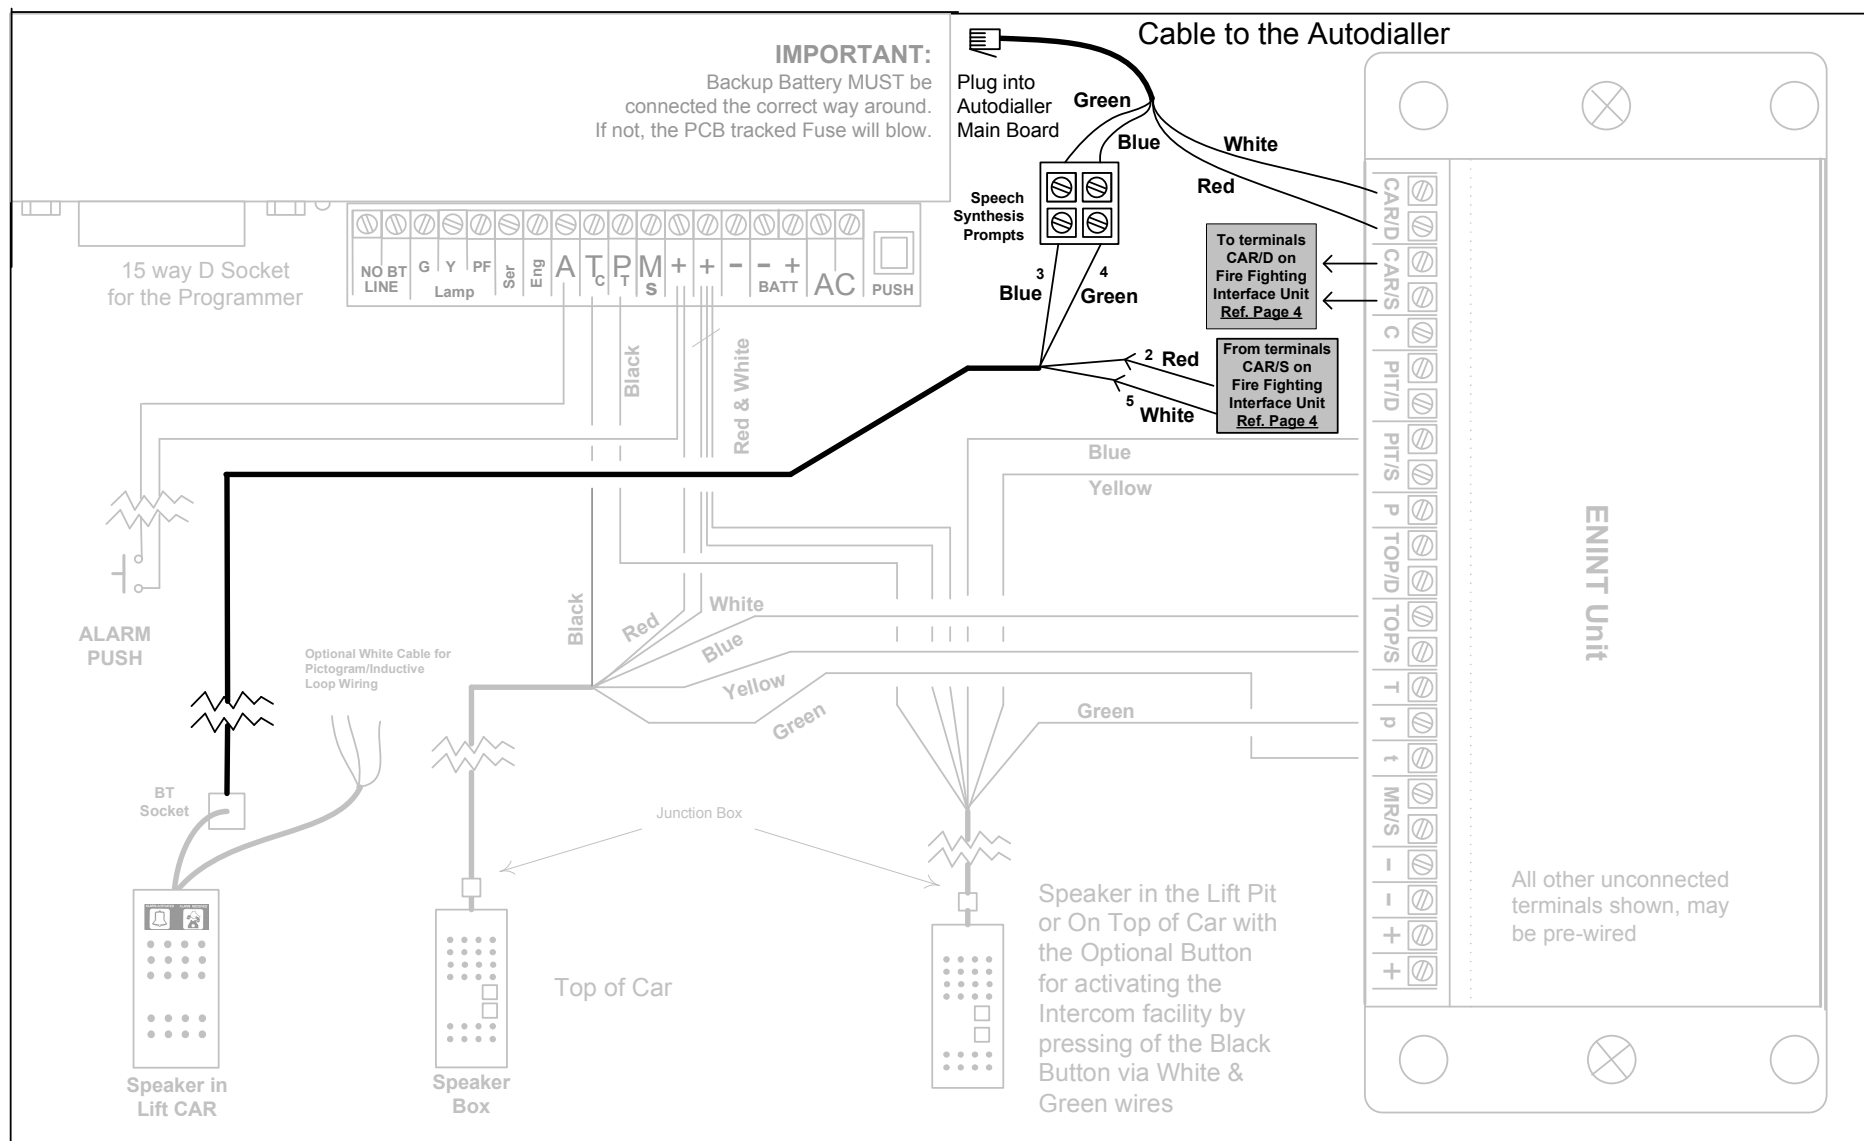 Cable to the Autodialler
IMPORTANT:
Backup Battery MUST be
connected the correct way around.
If not, the PCB tracked Fuse will blow.
Plug into
Autodialler
Main Board
Green
Blue
White
Red
Speech
Synthesis
Prompts
3
Blue
4
Green
To terminals
CAR/D on
Fire Fighting
Interface Unit
Ref. Page 4
2 Red
5
White
From terminals
CAR/S on
Fire Fighting
Interface Unit
Ref. Page 4
15 way D Socket
for the Programmer
NO BT
LINE
G Y PF
Lamp
Ser
Eng
A
T
C
P
T
M
S
+
+
-
- +
BATT
AC
PUSH
Black
Red & White
Blue
Yellow
ALARM
PUSH
Optional White Cable for
Pictogram/Inductive
Loop Wiring
Black
Red
White
Blue
Yellow
Green
Green
BT
Socket
Junction Box
Speaker in
Lift CAR
Speaker
Box
Top of Car
Speaker in the Lift Pit
or On Top of Car with
the Optional Button
for activating the
Intercom facility by
pressing of the Black
Button via White &
Green wires
CAR/D
CAR/S
C
PIT/D
PIT/S
P
TOP/D
TOP/S
T
p
t
MR/S
-
-
+
+
ENINT Unit
All other unconnected
terminals shown, may
be pre-wired